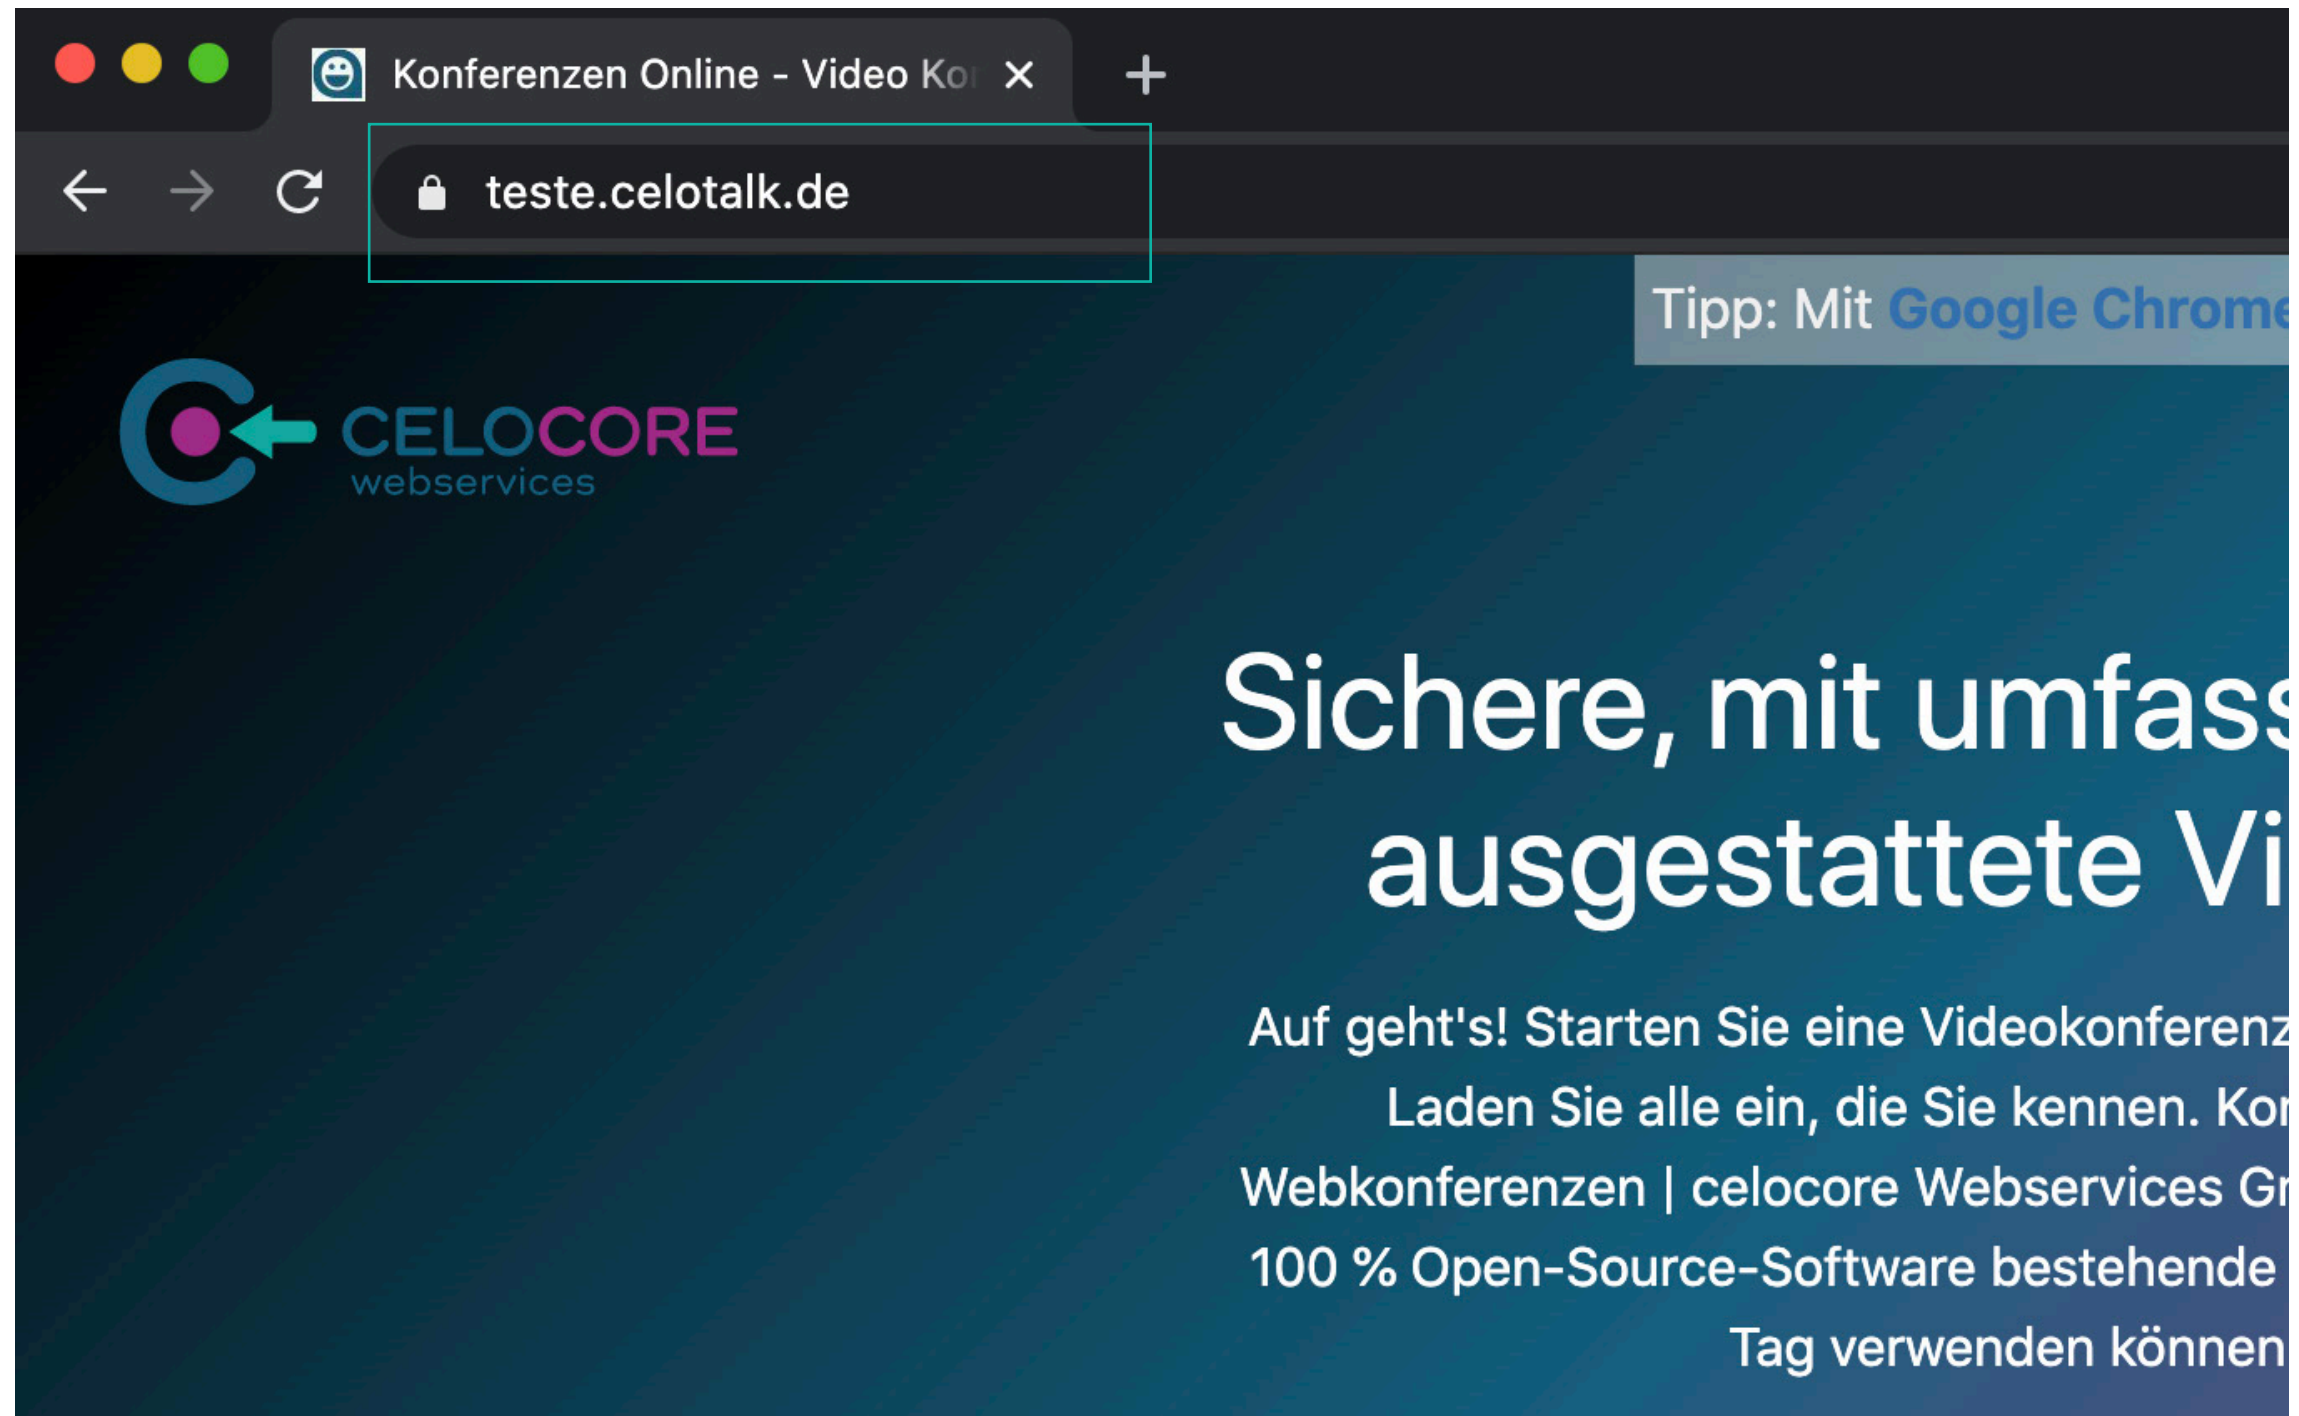 Konferenzen Online - Video Ko
teste.celotalk.de
Tipp: Mit Google Chrome
CELOCORE
webservices
Sichere, mit umfass
ausgestattete Vi
Auf geht's! Starten Sie eine Videokonferenz
Laden Sie alle ein, die Sie kennen. Kon
Webkonferenzen | celocore Webservices Gr
100 % Open-Source-Software bestehende
Tag verwenden können